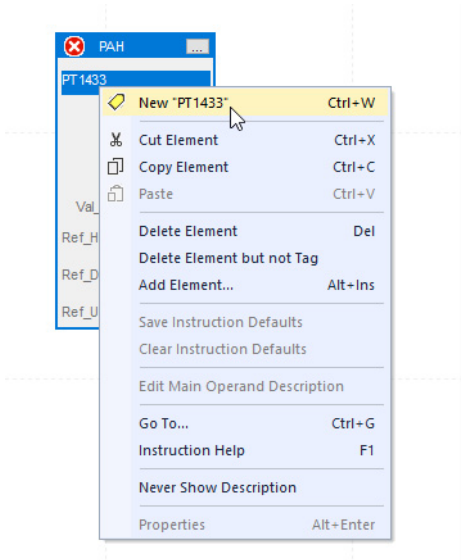 PAH ...
PT1433
New "PT1433" Ctrl+W
Cut Element Ctrl+X
Copy Element Ctrl+C
Paste Ctrl+V
Val_
Delete Element Del
Ref_H
Delete Element but not Tag
Ref_D
Add Element... Alt+Ins
Ref_U
Save Instruction Defaults
Clear Instruction Defaults
Edit Main Operand Description
Go To... Ctrl+G
Instruction Help F1
Never Show Description
Properties Alt+Enter